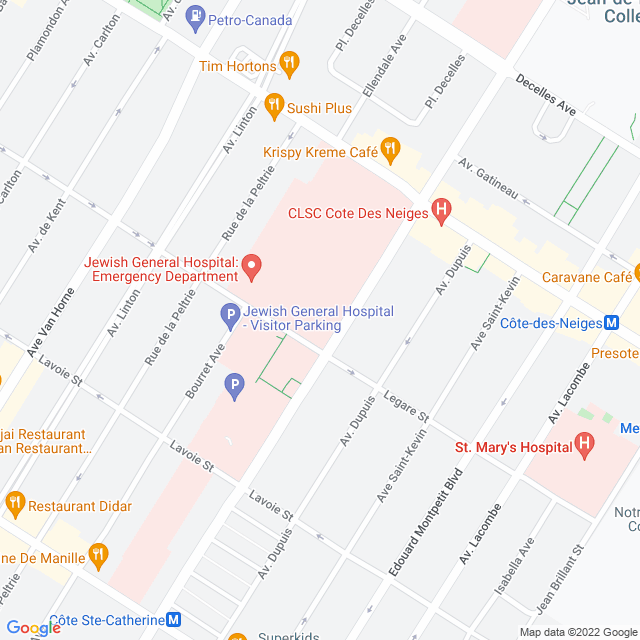 Jean de
Colle
Petro-Canada
Plamondon A
Av. Carlton
Av. c
Pl. Decelles
Ellendale Ave
Tim Hortons
Sushi Plus
Pl. Decelles
Decelles Ave
Av. Linton
Krispy Kreme Café
Av. Gatineau
Carlton
Av. de Kent
Rue de la Peltrie
CLSC Cote Des Neiges
Jewish General Hospital:
Emergency Department
Av. Dupuis
Caravane Café
Av. Linton
Ave Van Horne
Rue de la Peltrie
Jewish General Hospital
- Visitor Parking
Ave Saint-Kevin
Côte-des-Neiges
Presote
Bourret Ave
Lavoie St
Av. Lacombe
Legare St
Av. Dupuis
Me
jai Restaurant
an Restaurant...
St. Mary's Hospital
Lavoie St
Ave Saint-Kevin
Restaurant Didar
Lavoie St
Edouard Montpetit Blvd
Notr
Co
Av. Lacombe
ne De Manille
Peltrie
Av. Dupuis
Isabella Ave
Jean Brillant St
Côte Ste-Catherine
Superkids
Google
Map data ©2022 Google